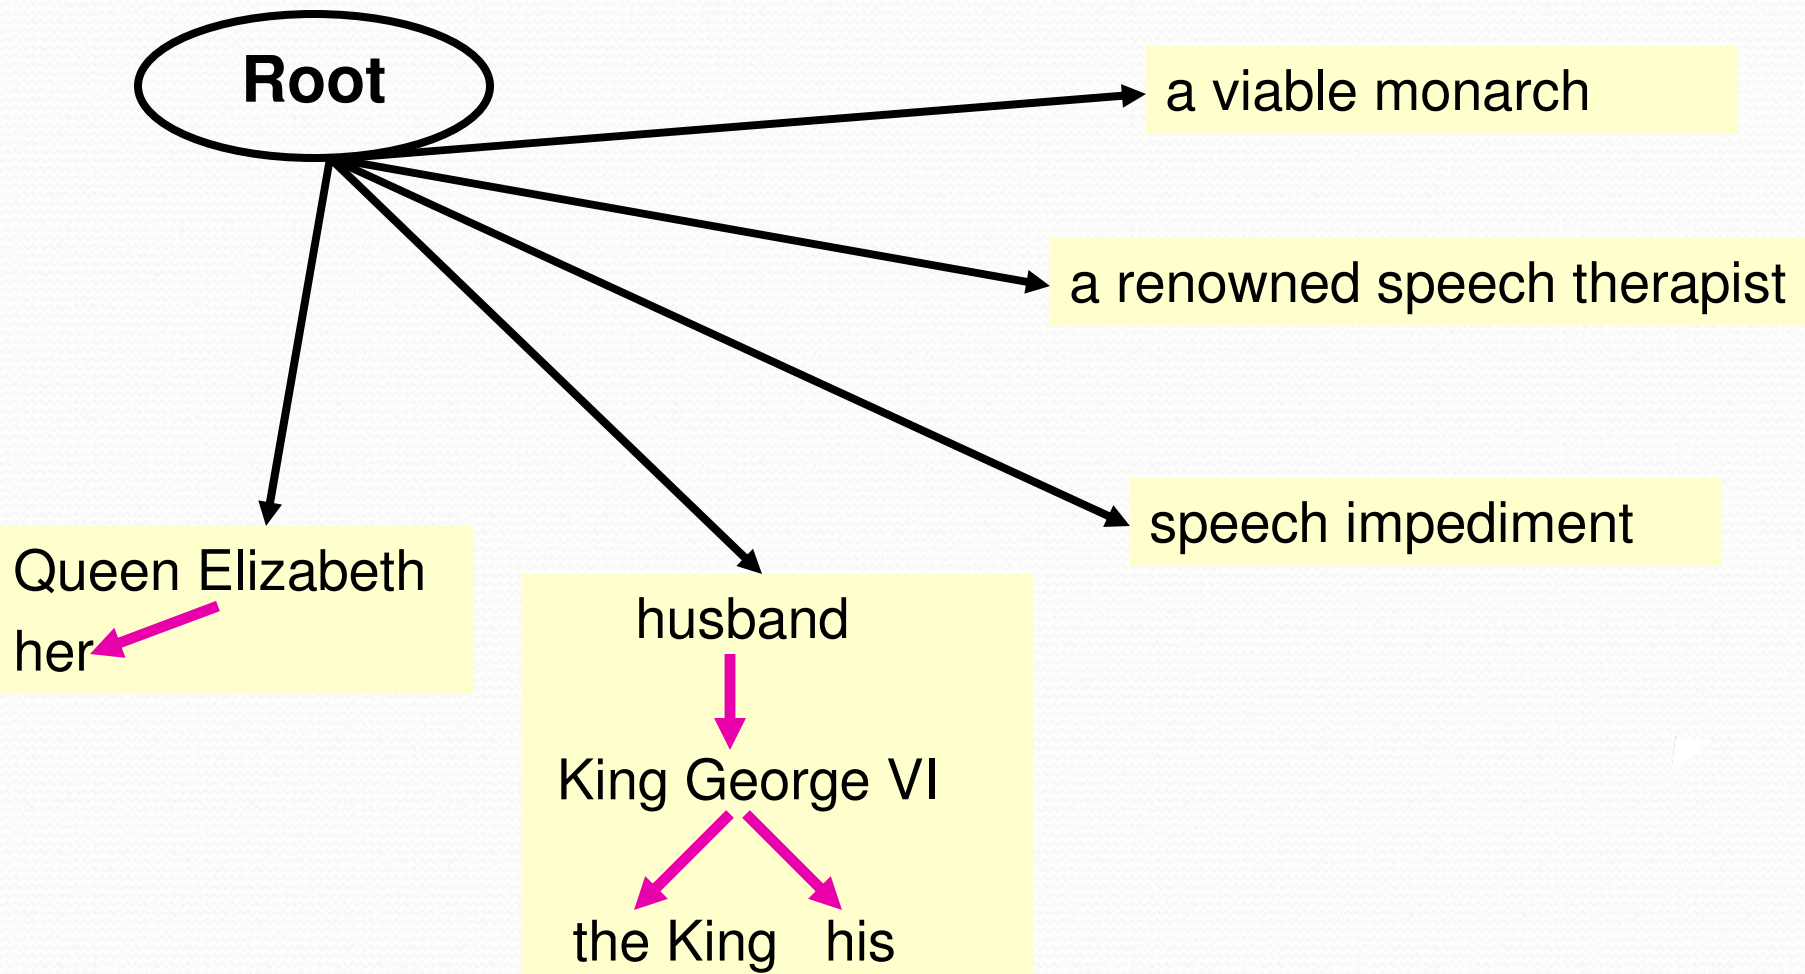 Root
a viable monarch
a renowned speech therapist
speech impediment
Queen Elizabeth
her
husband
King George VI
the King his